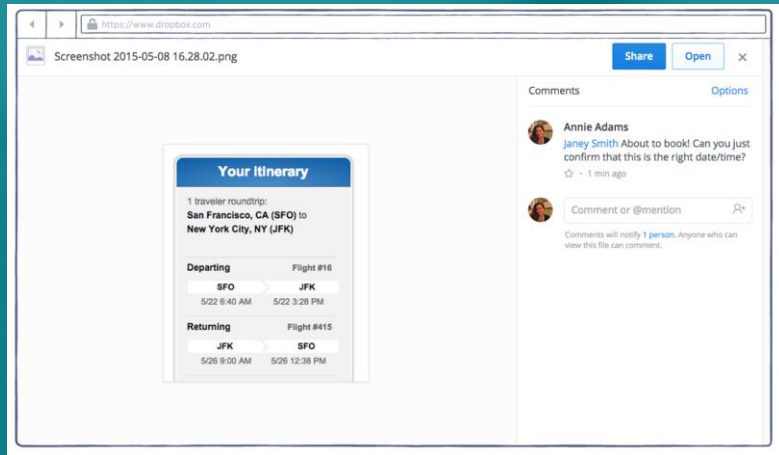 https://www.dropbox.com
Screenshot 2015-05-08 16.28.02.png
Share
Open
×
Your Itinerary
1 traveler roundtrip:
San Francisco, CA (SFO) to
New York City, NY (JFK)
Departing Flight #16
SFO JFK
5/22 6:40 AM 5/22 3:28 PM
Returning Flight #415
JFK SFO
5/26 9:00 AM 5/26 12:38 PM
Comments Options
Annie Adams
Janey Smith About to book! Can you just
confirm that this is the right date/time?
1 min ago
Comment or @mention
Comments will notify 1 person. Anyone who can
view this file can comment.